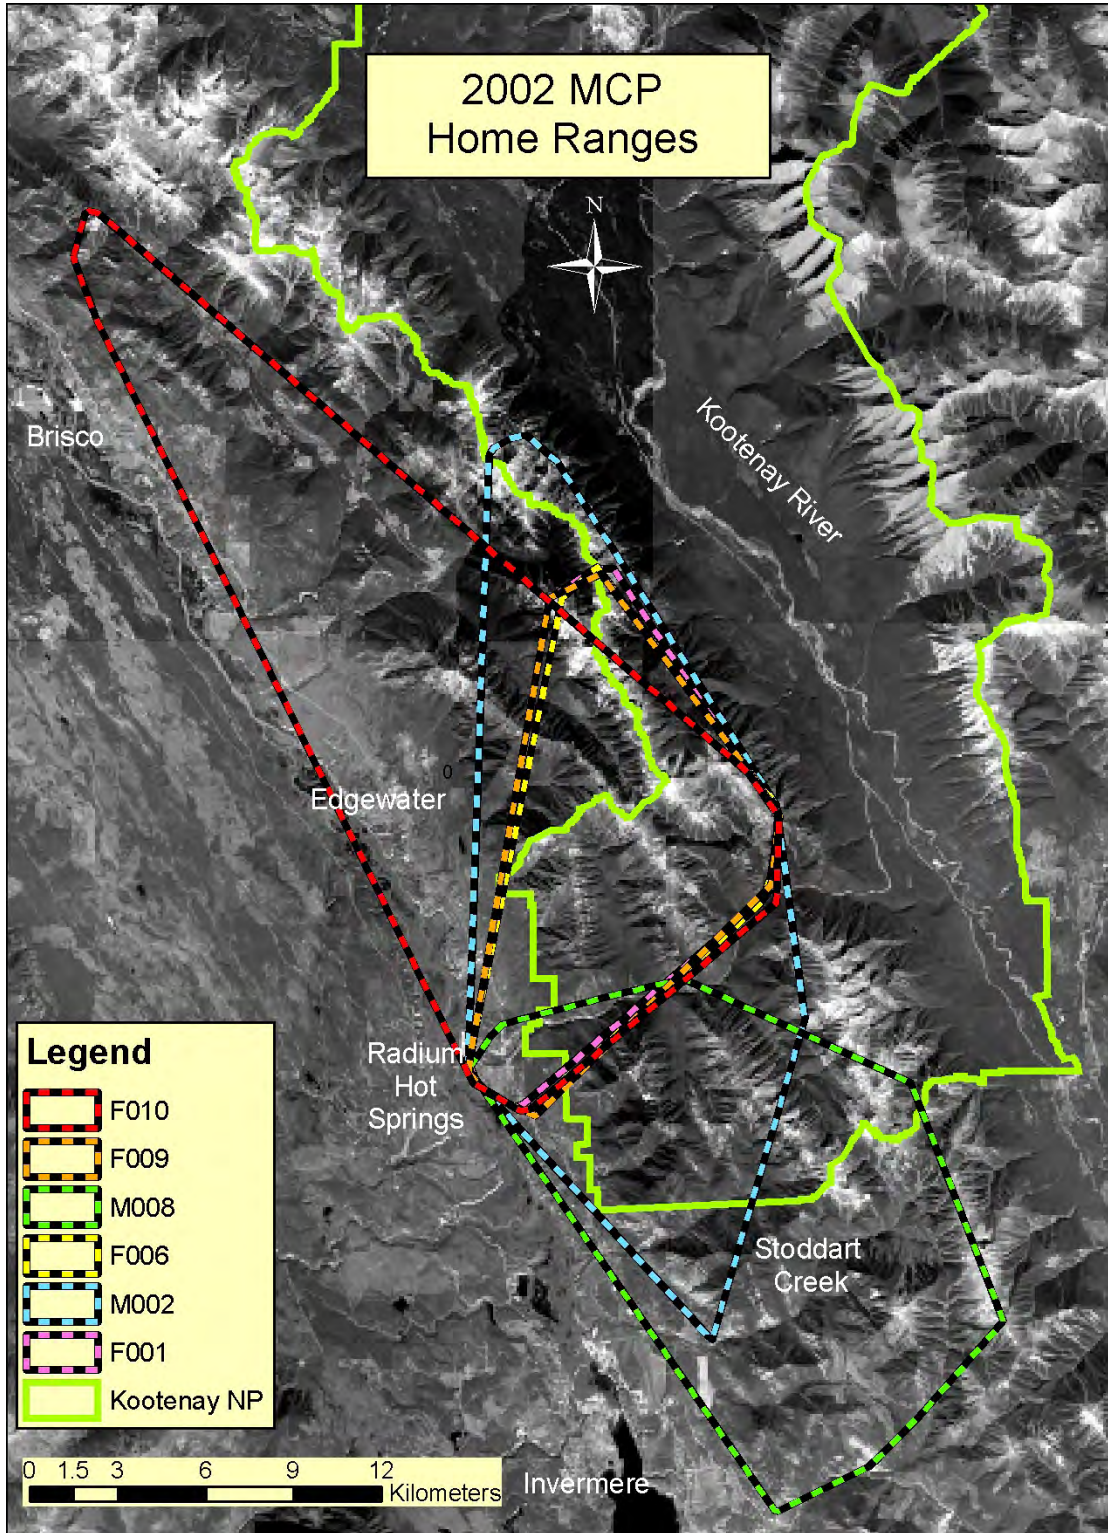 2002 MCP
Home Ranges
N
Brisco
Kootenay River
0
Edgewater
Radium
Hot
Springs
Stoddart
Creek
Invermere
Legend
F010
F009
M008
F006
M002
F001
Kootenay NP
0 1.5 3 6 9 12
Kilometers